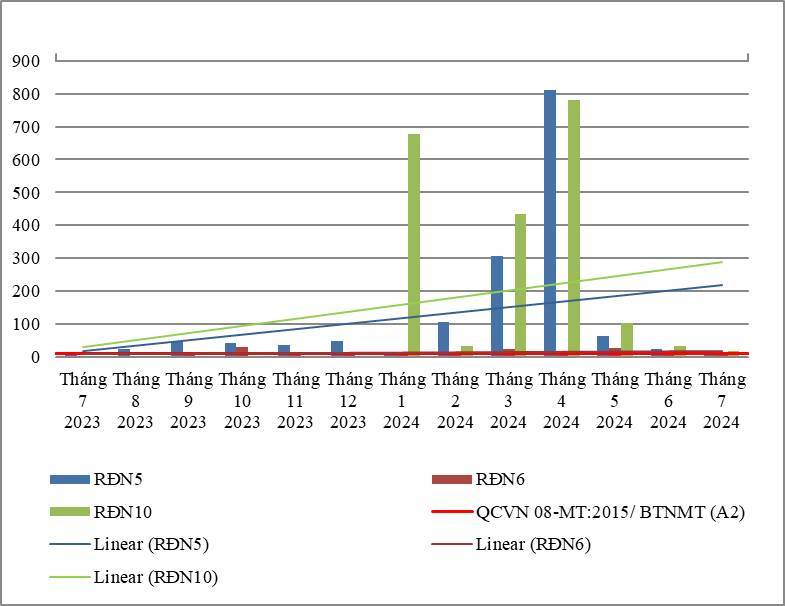 900
800
700
600
500
400
300
200
100
0
Tháng Tháng Tháng Tháng Tháng Tháng Tháng Tháng Tháng Tháng Tháng Tháng Tháng
7 8 9 10 11 12 1 2 3 4 5 6 7
2023 2023 2023 2023 2023 2023 2024 2024 2024 2024 2024 2024 2024
RĐN5 RĐN6
RĐN10 QCVN 08-MT:2015/ BTNMT (A2)
Linear (RĐN5) Linear (RĐN6)
Linear (RĐN10)